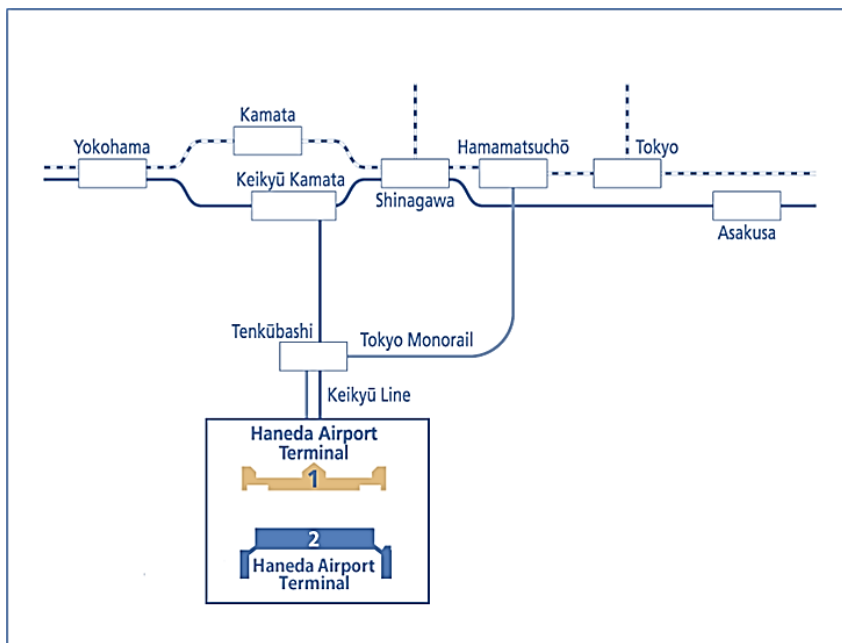 Kamata
Yokohama
Hamamatsuchō
Tokyo
Keikyū Kamata
Shinagawa
Asakusa
Tenkūbashi
Tokyo Monorail
Keikyū Line
Haneda Airport
Terminal
1
2
Haneda Airport
Terminal